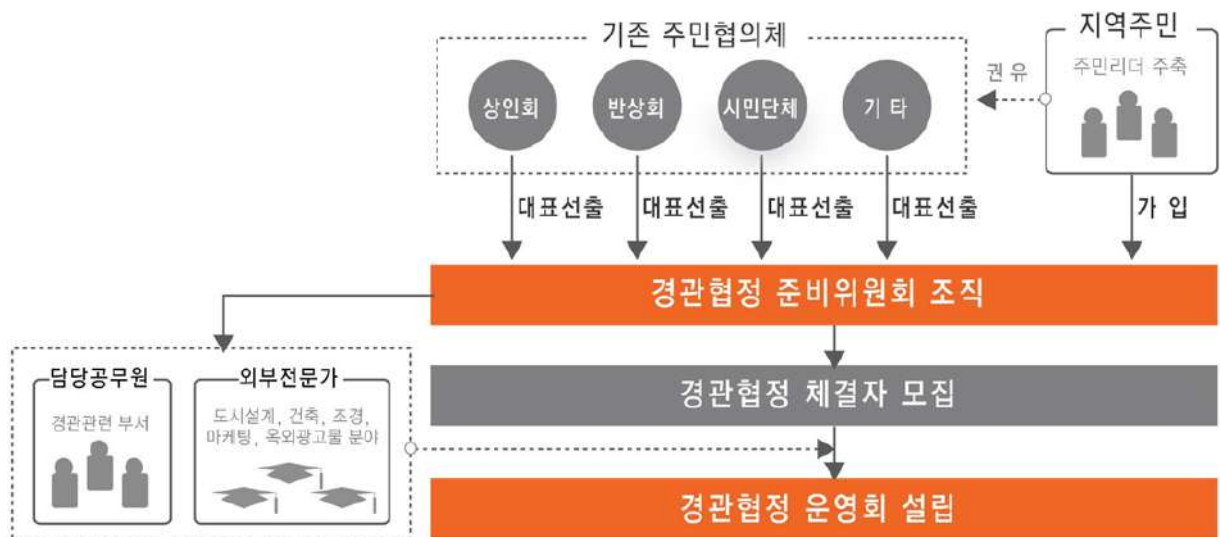 기존 주민협의체
지역주민
주민리더 주축
권 유
상인회
반상회
시민단체
기 타
대표선출
대표선출
대표선출
대표선출
가 입
경관협정 준비위원회 조직
담당공무원
경관관련 부서
외부전문가
도시설계, 건축, 조경,
마케팅, 옥외광고물 분야
경관협정 체결자 모집
경관협정 운영회 설립